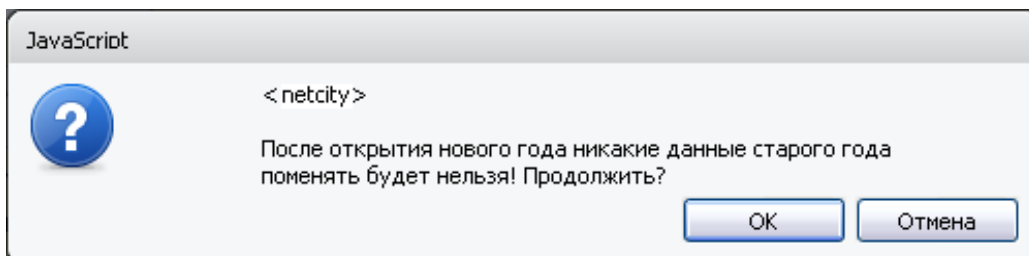 JavaScript
<netcity>
После открытия нового года никакие данные старого года
поменять будет нельзя! Продолжить?
OK
Отмена